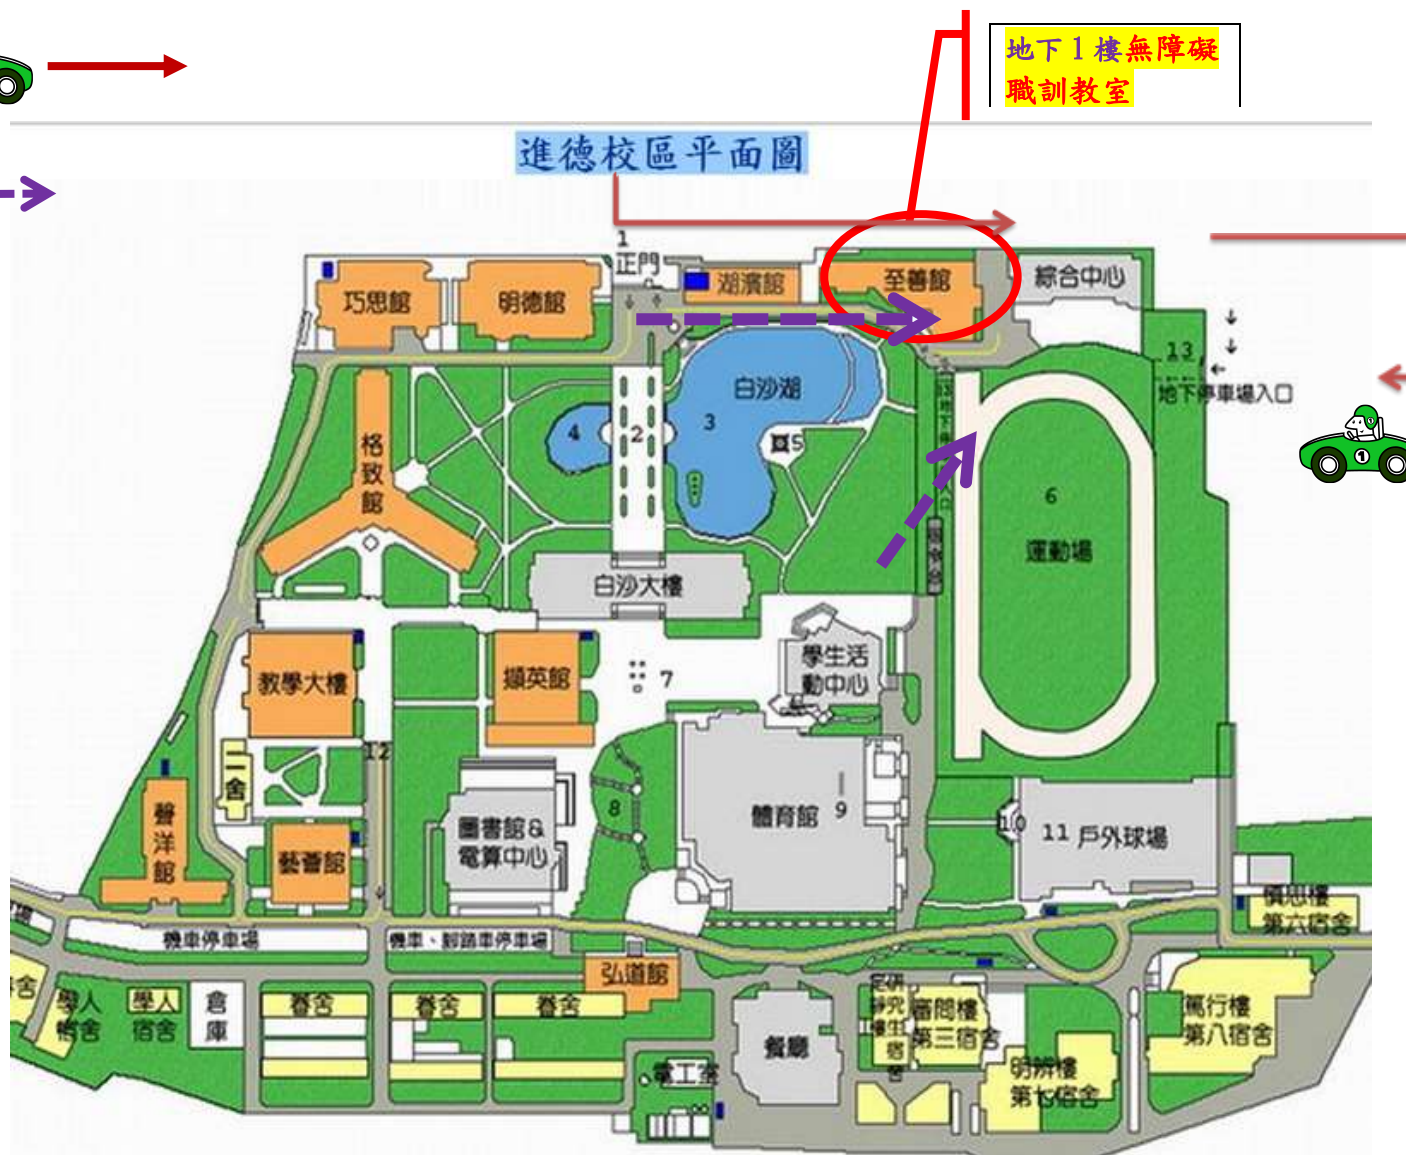 地下1樓無障礙
職訓教室
進德校區平面圖
1
正門
巧思館
明德館
湖濱館
至善館
綜合中心
13
地下停車場入口
白沙湖
格致館
4
2
3
5
6
運動場
白沙大樓
教學大樓
擷英館
7
學生活
動中心
二舍
12
聲洋館
藝薈館
圖書館&
電算中心
8
體育館
9
10
11
戶外球場
機車停車場
機車、腳踏車停車場
弘道館
第六宿舍
學人
宿舍
學人
宿舍
倉庫
眷舍
眷舍
眷舍
電工室
餐廳
審問樓
第三宿舍
明辨樓
第七宿舍
篤行樓
第八宿舍
1